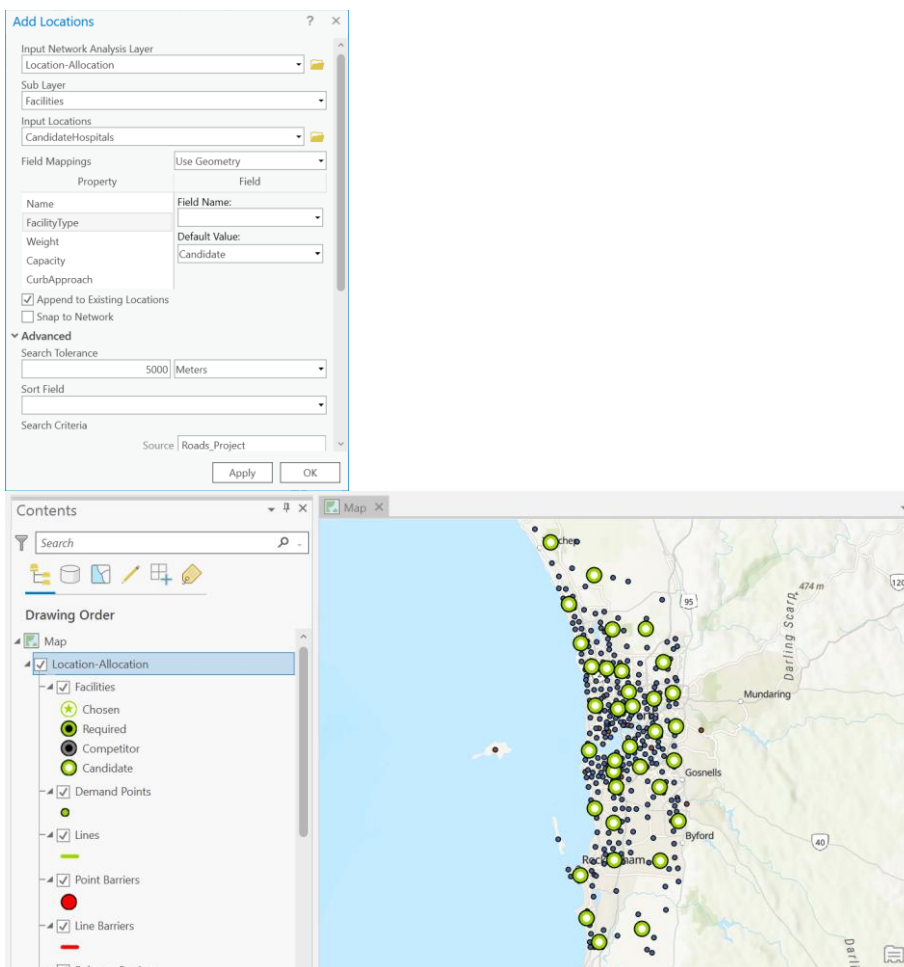 Add Locations ? ×
Input Network Analysis Layer
Location-Allocation
Sub Layer
Facilities
Input Locations
CandidateHospitals
Field Mappings Use Geometry
Property Field
Name
Field Name:
FacilityType
Default Value:
Weight
Candidate
Capacity
CurbApproach
Append to Existing Locations
Snap to Network
Advanced
Search Tolerance
5000 Meters
Sort Field
Search Criteria
Source Roads_Project
Apply OK
Contents
Map
Search
Drawing Order
Map
Location-Allocation
Facilities
Chosen
Required
Competitor
Candidate
Demand Points
Lines
Point Barriers
Line Barriers
474 m
120
95
Darling Scarp
Mundaring
Gosnells
Byford
40